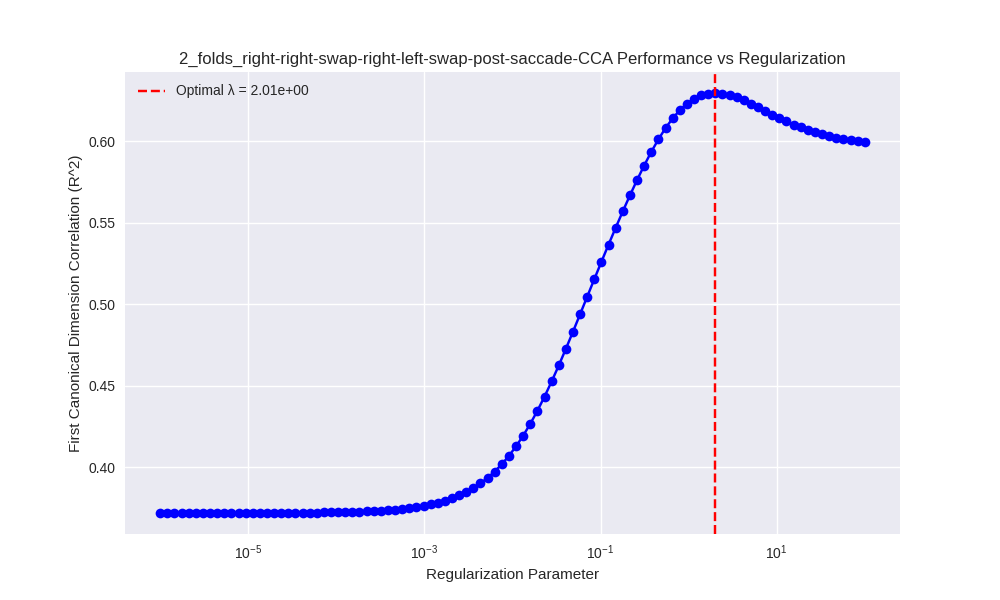 2_folds_right-right-swap-right-left-swap-post-saccade-CCA Performance vs Regularization
Optimal λ = 2.01e+00
First Canonical Dimension Correlation (R^2)
0.60
0.55
0.50
0.45
0.40
10⁻⁵ 10⁻³ 10⁻¹ 10¹
Regularization Parameter